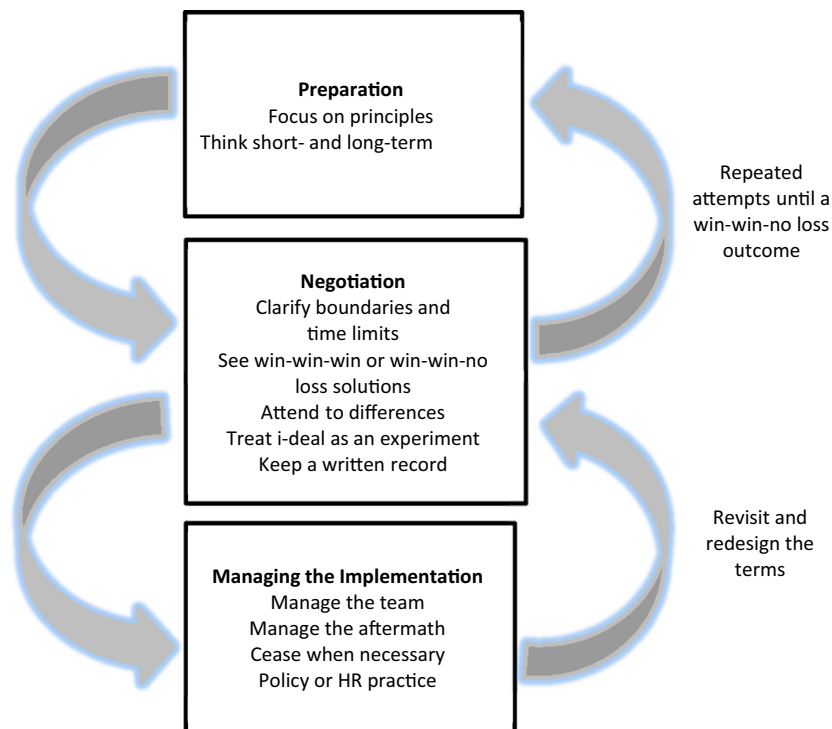 Preparation
Focus on principles
Think short- and long-term
Repeated
attempts until a
win-win-no loss
outcome
Negotiation
Clarify boundaries and
time limits
See win-win-win or win-win-no
loss solutions
Attend to differences
Treat i-deal as an experiment
Keep a written record
Revisit and
redesign the
terms
Managing the Implementation
Manage the team
Manage the aftermath
Cease when necessary
Policy or HR practice